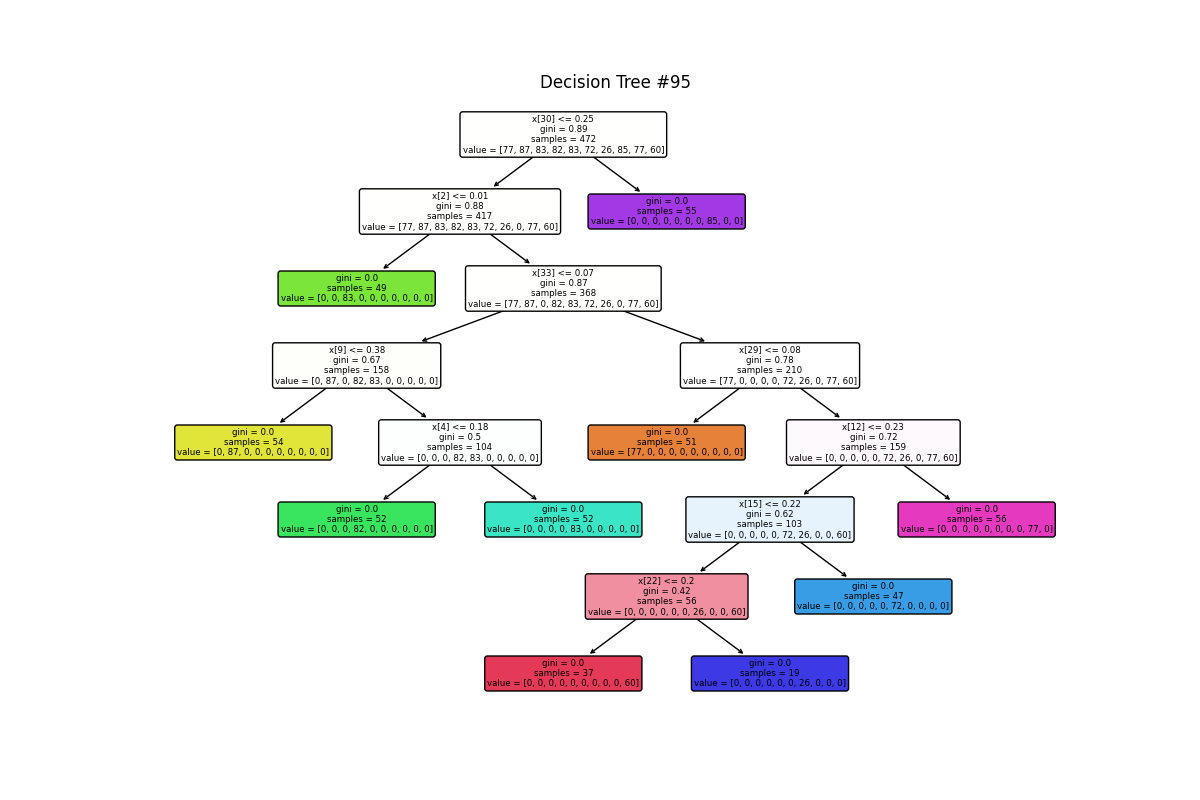 Decision Tree #95
x[30] <= 0.25
gini = 0.89
samples = 472
value = [77, 87, 83, 82, 83, 72, 26, 85, 77, 60]
x[2] <= 0.01
gini = 0.88
samples = 417
value = [77, 87, 83, 82, 83, 72, 26, 0, 77, 60]
gini = 0.0
samples = 55
value = [0, 0, 0, 0, 0, 0, 0, 85, 0, 0]
gini = 0.0
samples = 49
value = [0, 0, 83, 0, 0, 0, 0, 0, 0, 0]
x[33] <= 0.07
gini = 0.87
samples = 368
value = [77, 87, 0, 82, 83, 72, 26, 0, 77, 60]
x[9] <= 0.38
gini = 0.67
samples = 158
value = [0, 87, 0, 82, 83, 0, 0, 0, 0, 0]
x[29] <= 0.08
gini = 0.78
samples = 210
value = [77, 0, 0, 0, 0, 72, 26, 0, 77, 60]
gini = 0.0
samples = 54
value = [0, 87, 0, 0, 0, 0, 0, 0, 0, 0]
x[4] <= 0.18
gini = 0.5
samples = 104
value = [0, 0, 0, 82, 83, 0, 0, 0, 0, 0]
gini = 0.0
samples = 51
value = [77, 0, 0, 0, 0, 0, 0, 0, 0, 0]
x[12] <= 0.23
gini = 0.72
samples = 159
value = [0, 0, 0, 0, 0, 72, 26, 0, 77, 60]
gini = 0.0
samples = 52
value = [0, 0, 0, 82, 0, 0, 0, 0, 0, 0]
gini = 0.0
samples = 52
value = [0, 0, 0, 0, 83, 0, 0, 0, 0, 0]
x[15] <= 0.22
gini = 0.62
samples = 103
value = [0, 0, 0, 0, 0, 72, 26, 0, 0, 60]
gini = 0.0
samples = 56
value = [0, 0, 0, 0, 0, 0, 0, 0, 77, 0]
x[22] <= 0.2
gini = 0.42
samples = 56
value = [0, 0, 0, 0, 0, 0, 26, 0, 0, 60]
gini = 0.0
samples = 47
value = [0, 0, 0, 0, 0, 72, 0, 0, 0, 0]
gini = 0.0
samples = 37
value = [0, 0, 0, 0, 0, 0, 0, 0, 0, 60]
gini = 0.0
samples = 19
value = [0, 0, 0, 0, 0, 0, 26, 0, 0, 0]